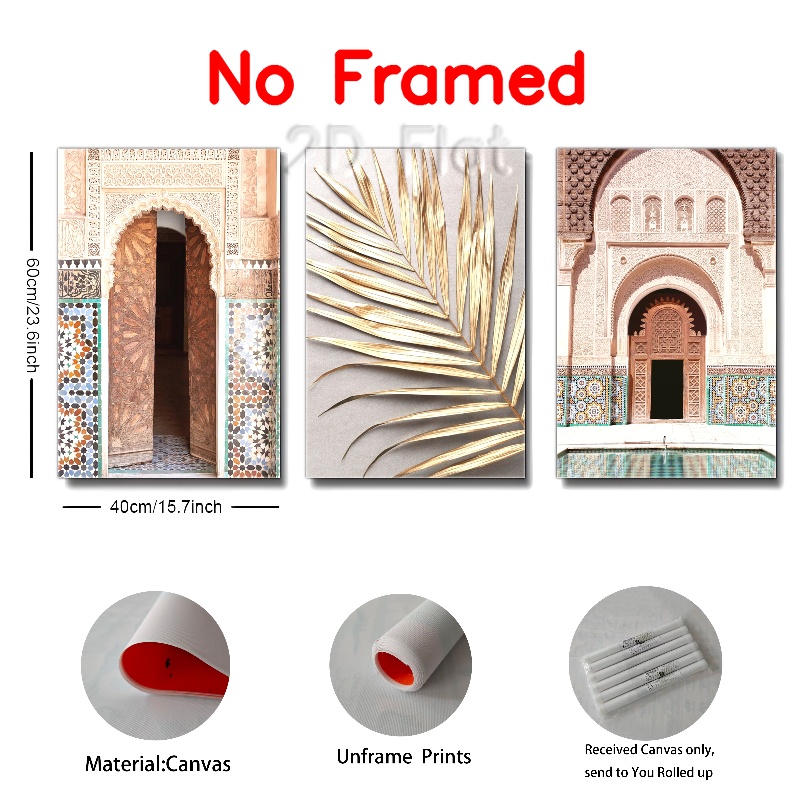 No Framed
2D Flat
60cm/23.6inch
40cm/15.7inch
Material:Canvas
Unframe Prints
Received Canvas only,
send to You Rolled up